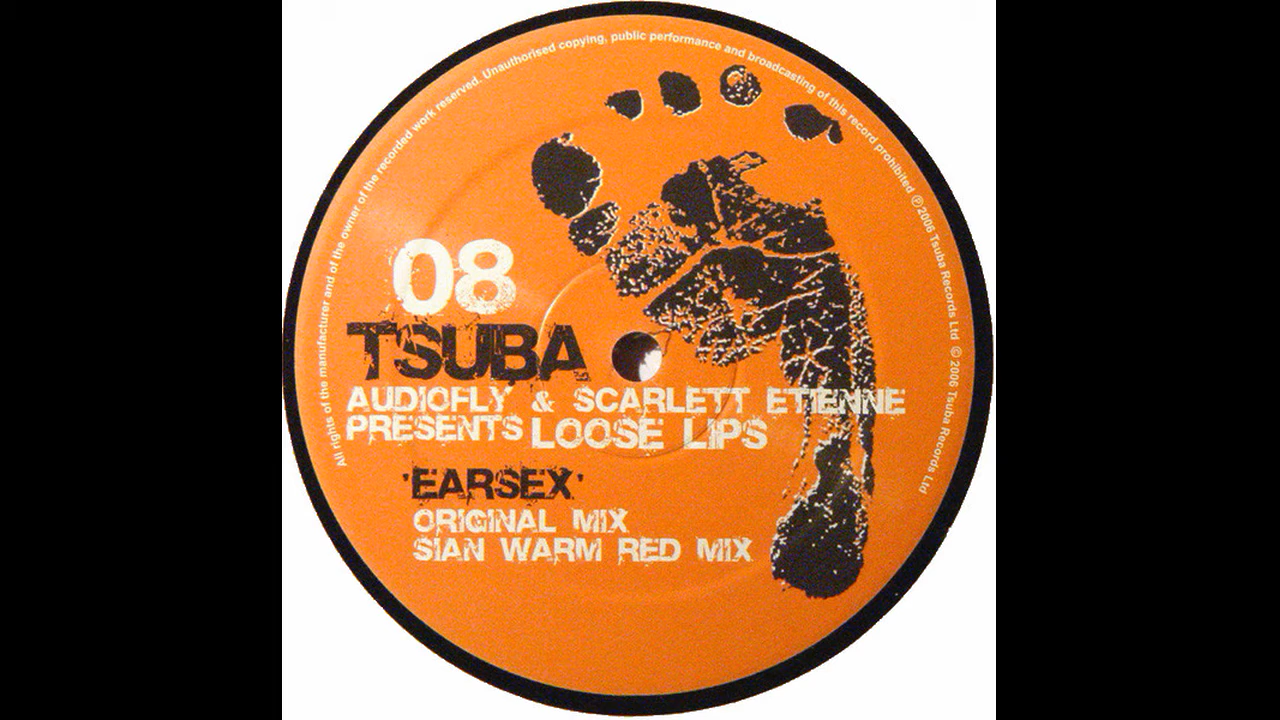 All rights of the manufacturer and of the owner of the recorded work reserved. Unauthorised copying, public performance and broadcasting of this record prohibited ℗ 2006 Tsuba Records Ltd © 2006 Tsuba Records Ltd
08
TSUBA
AUDIOFLY & SCARLETT ETIENNE
PRESENTS LOOSE LIPS
'EARSEX'
ORIGINAL MIX
SIAN WARM RED MIX